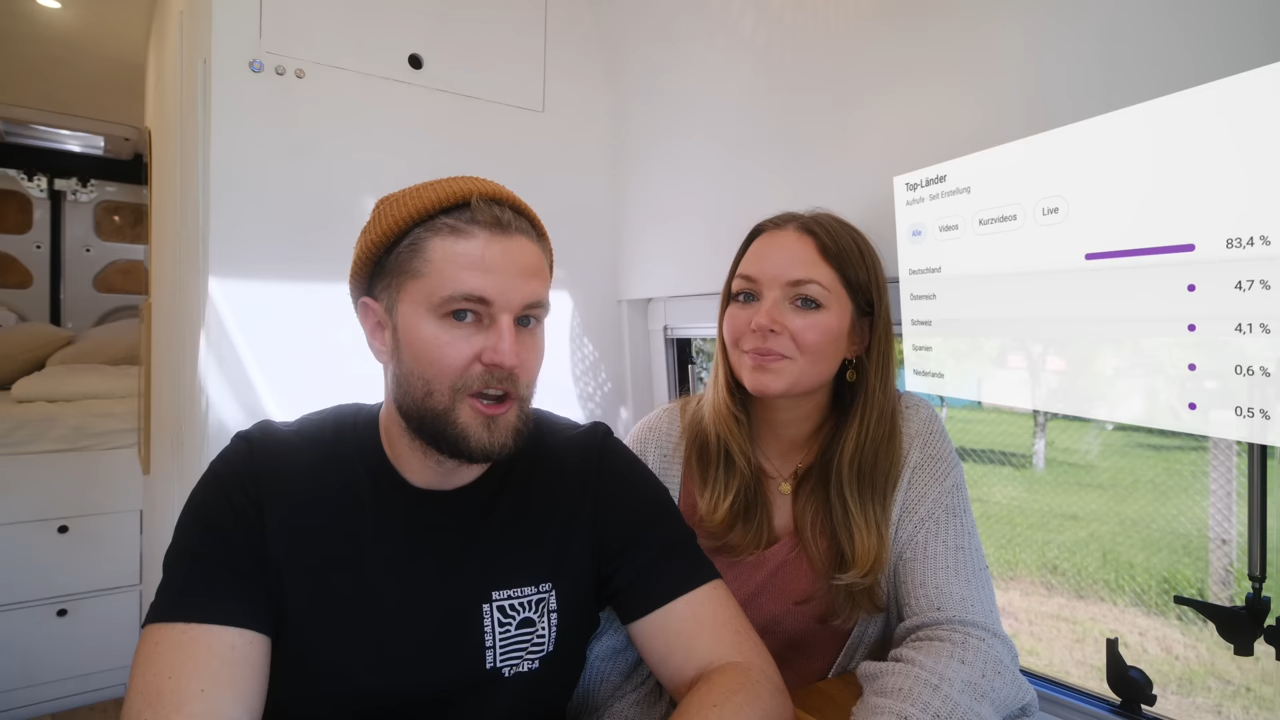 Top-Länder
Aufrufe · Seit Erstellung
Alle Videos Kurzvideos Live
Deutschland 83,4 %
Österreich 4,7 %
Schweiz 4,1 %
Spanien 0,6 %
Niederlande 0,5 %
RIPCURL CO
THE SEARCH
THE SEARCH